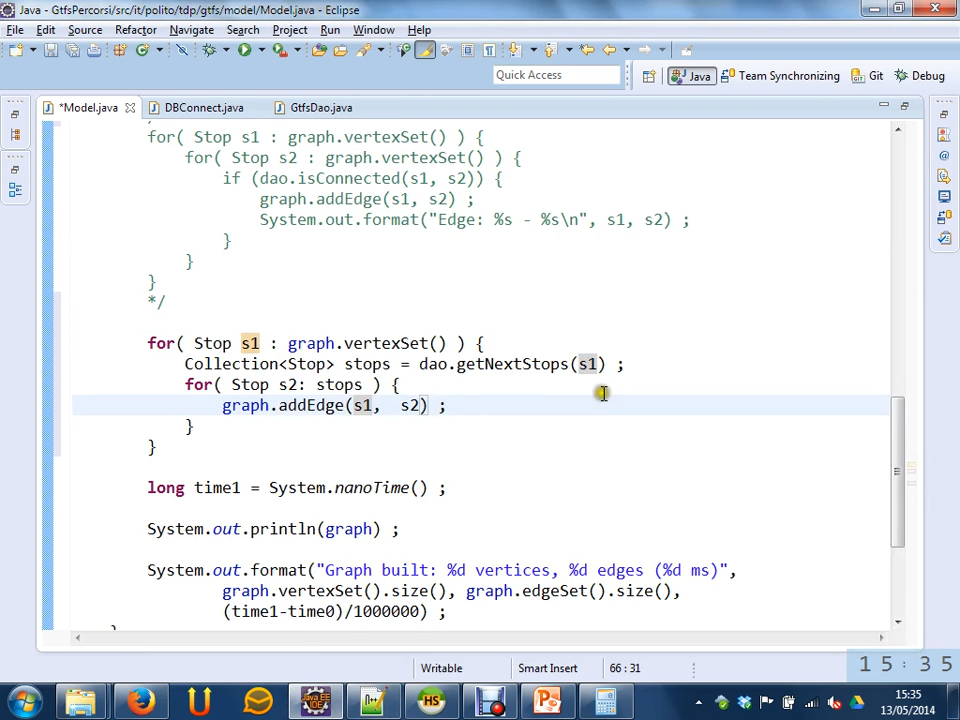 Java - GtfsPercorsi/src/it/polito/tdp/gtfs/model/Model.java - Eclipse
File Edit Source Refactor Navigate Search Project Run Window Help
Quick Access Java Team Synchronizing Git Debug
*Model.java DBConnect.java GtfsDao.java
for( Stop s1 : graph.vertexSet() ) {
for( Stop s2 : graph.vertexSet() ) {
if (dao.isConnected(s1, s2)) {
graph.addEdge(s1, s2) ;
System.out.format("Edge: %s - %s\n", s1, s2) ;
}
}
}
*/
for( Stop s1 : graph.vertexSet() ) {
Collection<Stop> stops = dao.getNextStops(s1) ;
for( Stop s2: stops ) {
graph.addEdge(s1,  s2) ;
}
}
long time1 = System.nanoTime() ;
System.out.println(graph) ;
System.out.format("Graph built: %d vertices, %d edges (%d ms)",
graph.vertexSet().size(), graph.edgeSet().size(),
(time1-time0)/1000000) ;
Writable Smart Insert 66 : 31
15:35
Java EE
IDE
HS
15:35
13/05/2014